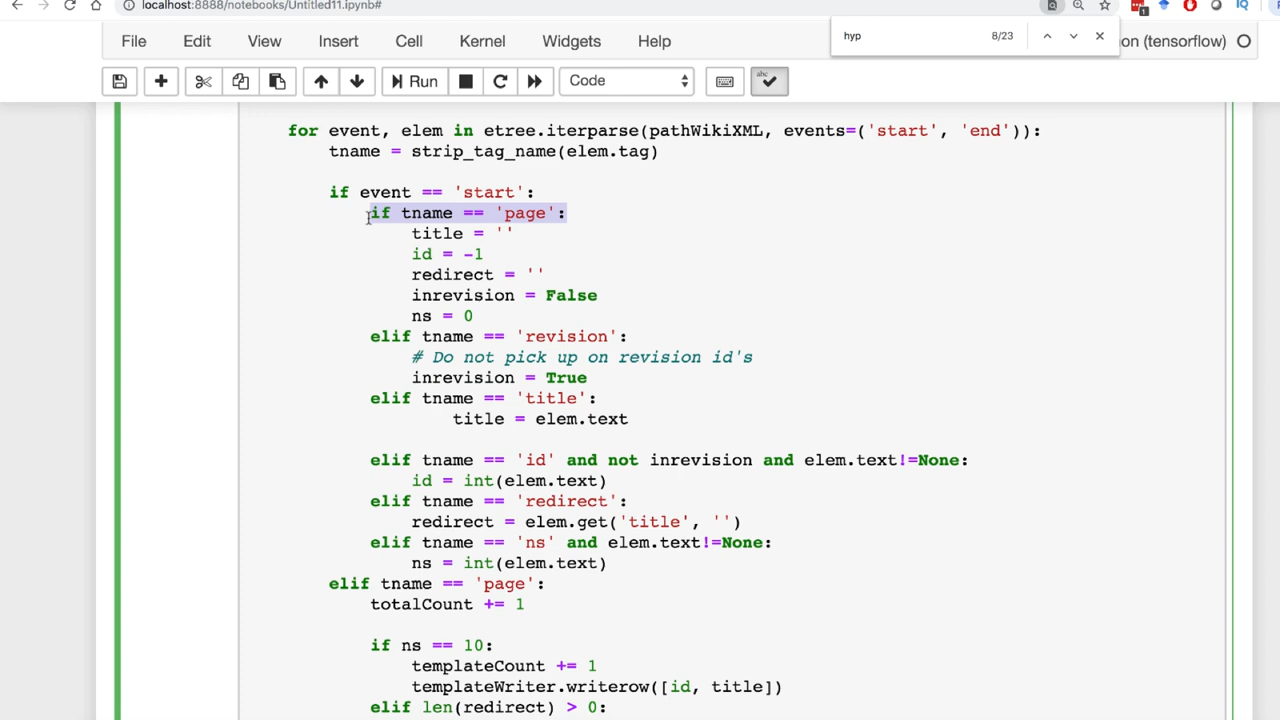 localhost:8888/notebooks/Untitled11.ipynb#
hyp 8/23
File Edit View Insert Cell Kernel Widgets Help on (tensorflow)
Run Code
for event, elem in etree.iterparse(pathWikiXML, events=('start', 'end')):
tname = strip_tag_name(elem.tag)
if event == 'start':
if tname == 'page':
title = ''
id = -1
redirect = ''
inrevision = False
ns = 0
elif tname == 'revision':
# Do not pick up on revision id's
inrevision = True
elif tname == 'title':
title = elem.text
elif tname == 'id' and not inrevision and elem.text!=None:
id = int(elem.text)
elif tname == 'redirect':
redirect = elem.get('title', '')
elif tname == 'ns' and elem.text!=None:
ns = int(elem.text)
elif tname == 'page':
totalCount += 1
if ns == 10:
templateCount += 1
templateWriter.writerow([id, title])
elif len(redirect) > 0: